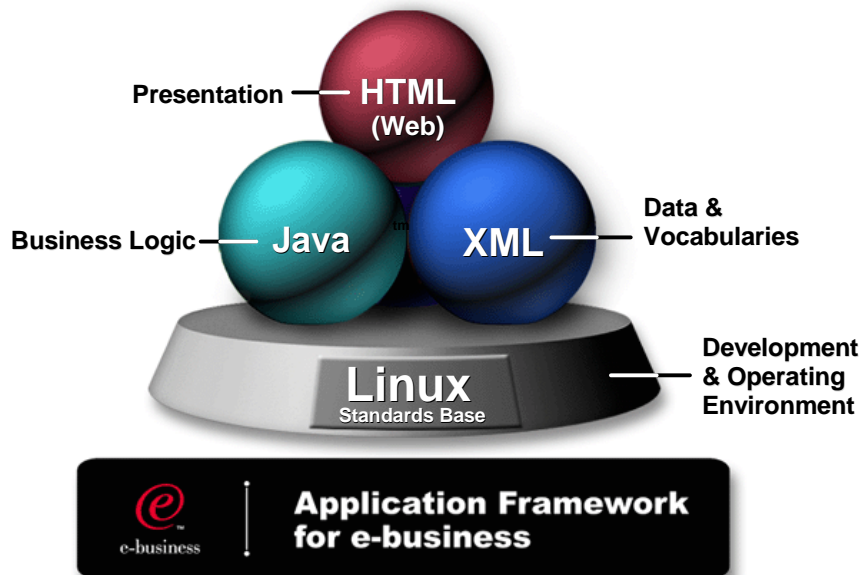 Presentation
HTML
(Web)
Business Logic
Java
tm
XML
Data &
Vocabularies
Linux
Standards Base
Development
& Operating
Environment
e
TM
e-business
Application Framework
for e-business